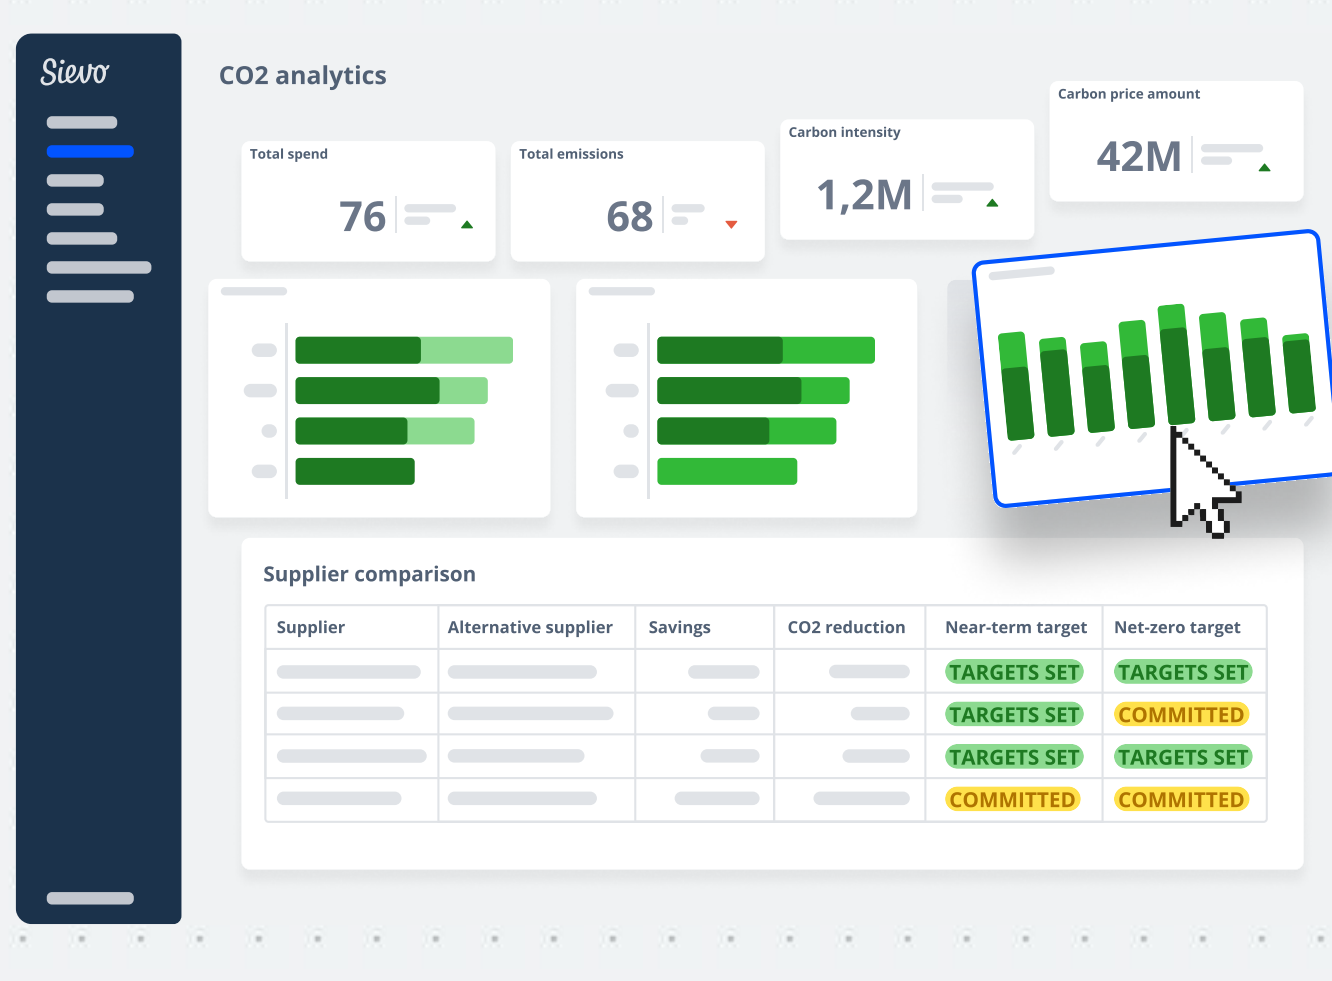 Sievo
CO2 analytics
Total spend
76
Total emissions
68
Carbon intensity
1,2M
Carbon price amount
42M
Supplier comparison
Supplier Alternative supplier Savings CO2 reduction Near-term target Net-zero target
TARGETS SET TARGETS SET
TARGETS SET COMMITTED
TARGETS SET TARGETS SET
COMMITTED COMMITTED